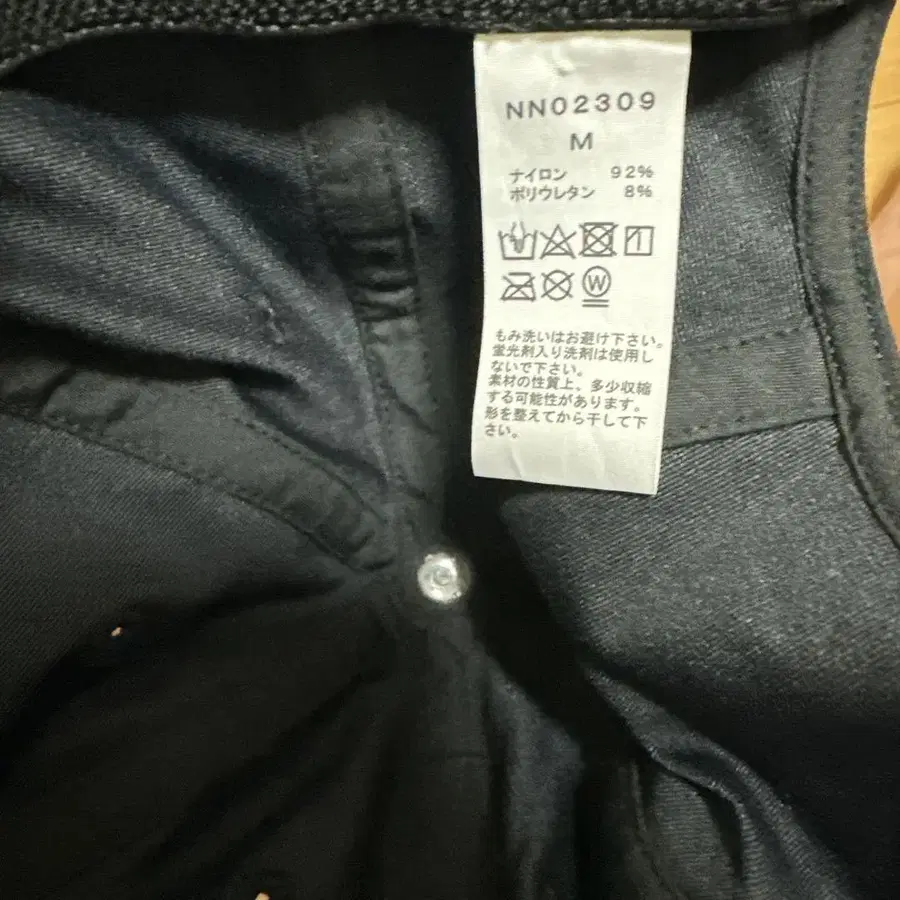 NN02309
M
ナイロン 92%
ポリウレタン 8%
W
もみ洗いはお避け下さい。
蛍光剤入り洗剤は使用し
ないで下さい。
素材の性質上、多少収縮
する可能性があります。
形を整えてから干して下
さい。